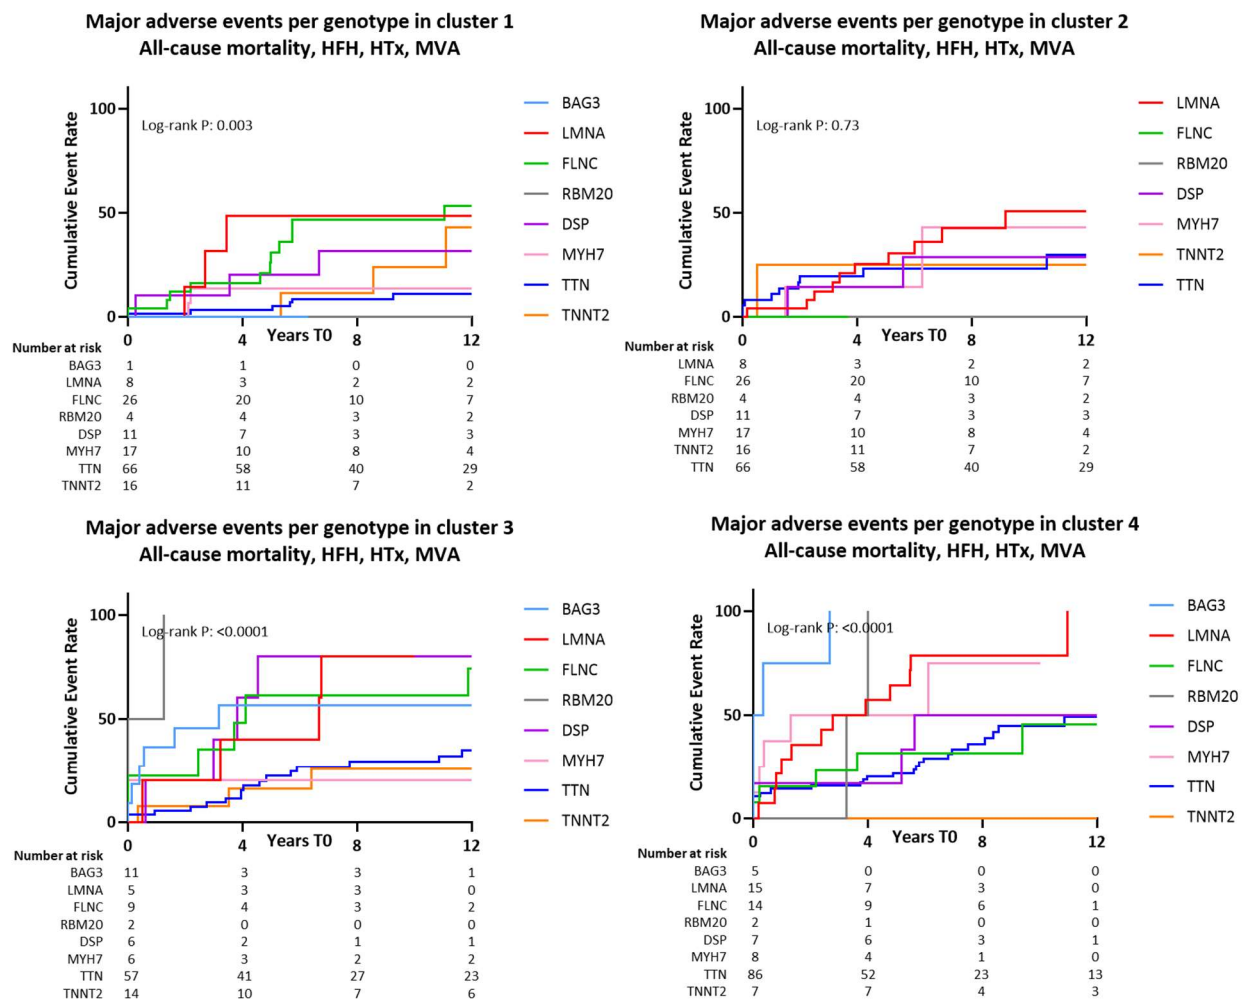 Major adverse events per genotype in cluster 1
All-cause mortality, HFH, HTx, MVA
Cumulative Event Rate
100
50
0
Log-rank P: 0.003
BAG3
LMNA
FLNC
RBM20
DSP
MYH7
TTN
TNNT2
0 4 8 12
Years T0
Number at risk
BAG3 1 1 0 0
LMNA 8 3 2 2
FLNC 26 20 10 7
RBM20 4 4 3 2
DSP 11 7 3 3
MYH7 17 10 8 4
TTN 66 58 40 29
TNNT2 16 11 7 2
Major adverse events per genotype in cluster 2
All-cause mortality, HFH, HTx, MVA
Cumulative Event Rate
100
50
0
Log-rank P: 0.73
LMNA
FLNC
RBM20
DSP
MYH7
TNNT2
TTN
0 4 8 12
Years T0
Number at risk
LMNA 8 3 2 2
FLNC 26 20 10 7
RBM20 4 4 3 2
DSP 11 7 3 3
MYH7 17 10 8 4
TNNT2 16 11 7 2
TTN 66 58 40 29
Major adverse events per genotype in cluster 3
All-cause mortality, HFH, HTx, MVA
Cumulative Event Rate
100
50
0
Log-rank P: <0.0001
BAG3
LMNA
FLNC
RBM20
DSP
MYH7
TTN
TNNT2
0 4 8 12
Years T0
Number at risk
BAG3 11 3 3 1
LMNA 5 3 3 0
FLNC 9 4 3 2
RBM20 2 0 0 0
DSP 6 2 1 1
MYH7 6 3 2 2
TTN 57 41 27 23
TNNT2 14 10 7 6
Major adverse events per genotype in cluster 4
All-cause mortality, HFH, HTx, MVA
Cumulative Event Rate
100
50
0
Log-rank P: <0.0001
BAG3
LMNA
FLNC
RBM20
DSP
MYH7
TTN
TNNT2
0 4 8 12
Years T0
Number at risk
BAG3 5 0 0 0
LMNA 15 7 3 0
FLNC 14 9 6 1
RBM20 2 1 0 0
DSP 7 6 3 1
MYH7 8 4 1 0
TTN 86 52 23 13
TNNT2 7 7 4 3